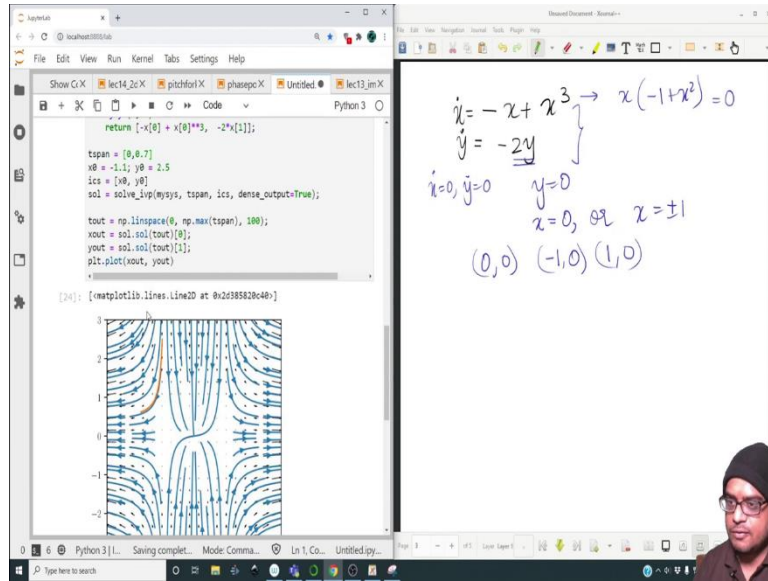 JupyterLab
localhost:8888/lab
File Edit View Run Kernel Tabs Settings Help
Show Co lec14_2d pitchforl phasepo Untitled. lec13_im
Code Python 3
return [-x[0] + x[0]**3, -2*x[1]];
tspan = [0,0.7]
x0 = -1.1; y0 = 2.5
ics = [x0, y0]
sol = solve_ivp(mysys, tspan, ics, dense_output=True);
tout = np.linspace(0, np.max(tspan), 100);
xout = sol.sol(tout)[0];
yout = sol.sol(tout)[1];
plt.plot(xout, yout)
[24]: [<matplotlib.lines.Line2D at 0x2d385820c40>]
3
2
1
0
-1
-2
0 6 Python 3 | I... Saving complet... Mode: Comma... Ln 1, Co... Untitled.ipy...
Type here to search
Unsaved Document - Xournal++
File Edit View Navigation Journal Tools Plugin Help
ẋ = -x + x³ → x(-1+x²) = 0
ẏ = -2y
ẋ=0, ẏ=0 y=0
x=0, or x=±1
(0,0) (-1,0) (1,0)
Layer